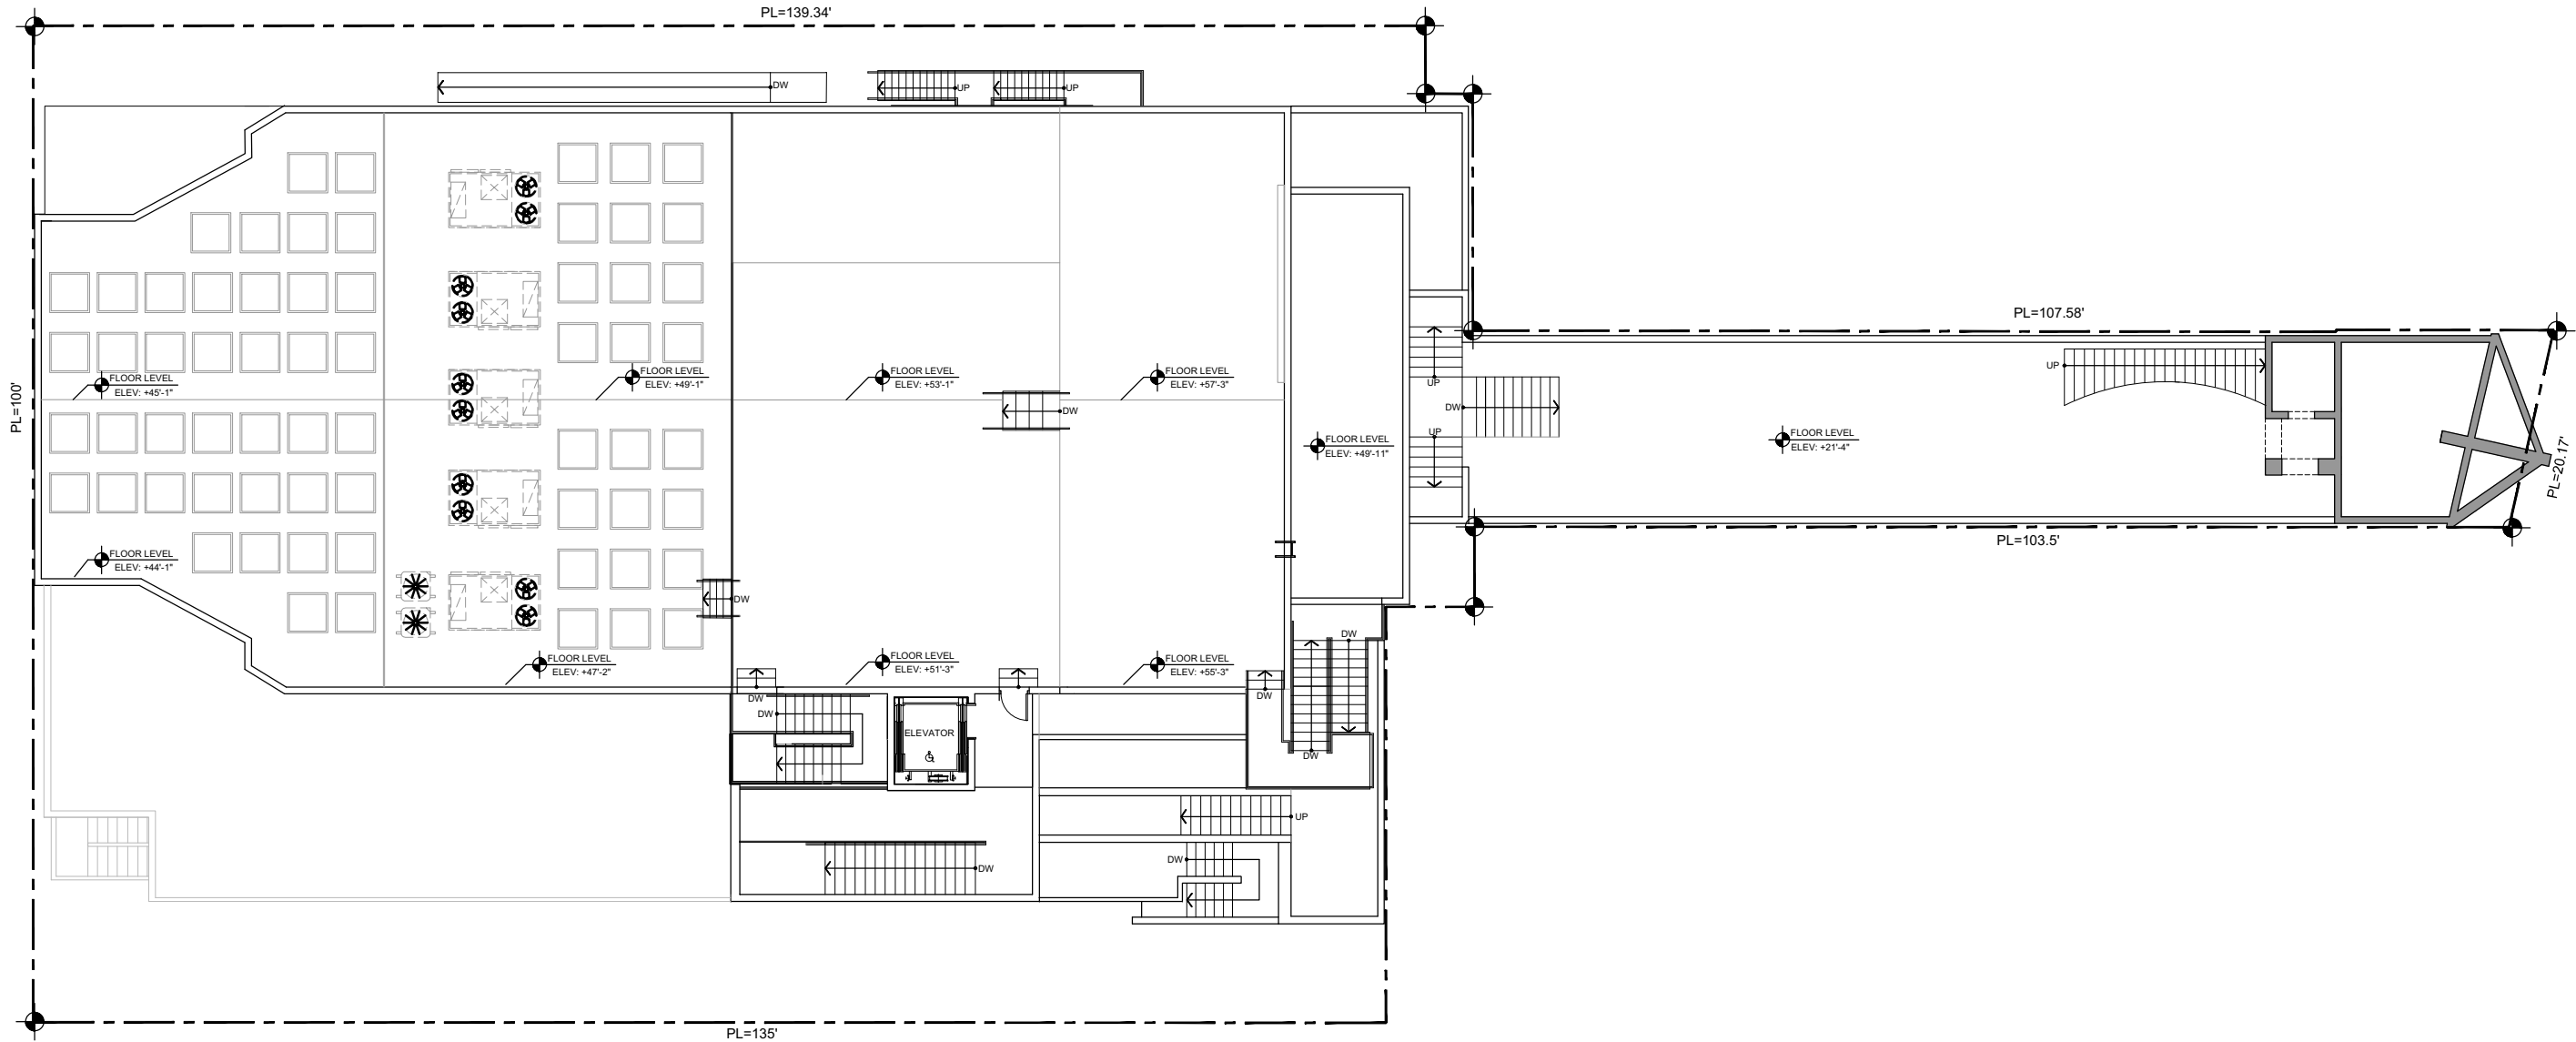 PL=139.34'
DW
UP
UP
PL=107.58'
UP
FLOOR LEVEL
ELEV: +45'-1"
FLOOR LEVEL
ELEV: +49'-1"
FLOOR LEVEL
ELEV: +53'-1"
FLOOR LEVEL
ELEV: +57'-3"
UP
PL=100'
DW
DW
UP
FLOOR LEVEL
ELEV: +49'-11"
FLOOR LEVEL
ELEV: +21'-4"
PL=20.17'
PL=103.5'
FLOOR LEVEL
ELEV: +44'-1"
DW
DW
FLOOR LEVEL
ELEV: +47'-2"
FLOOR LEVEL
ELEV: +51'-3"
FLOOR LEVEL
ELEV: +55'-3"
DW
DW
DW
ELEVATOR
DW
UP
DW
DW
PL=135'